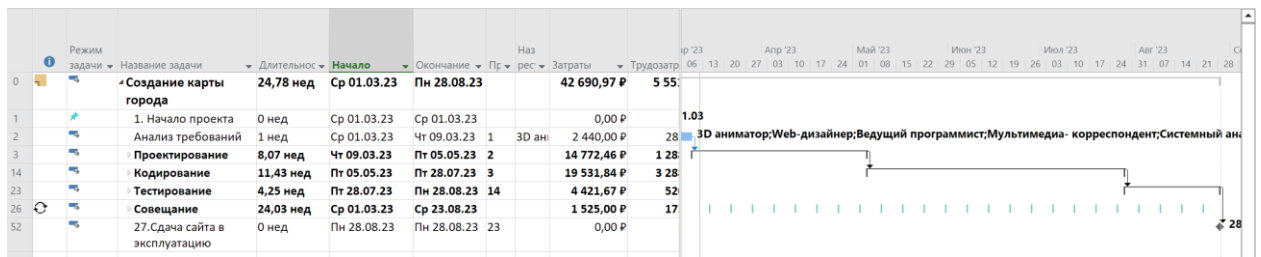 Режим Наз
задачи Название задачи Длительнос Начало Окончание Пр рес Затраты Трудозатр
р '23 Апр '23 Май '23 Июн '23 Июл '23 Авг '23 С
06 13 20 27 03 10 17 24 01 08 15 22 29 05 12 19 26 03 10 17 24 31 07 14 21 28
0 Создание карты 24,78 нед Ср 01.03.23 Пн 28.08.23 42 690,97 ₽ 5 55
города
1 1. Начало проекта 0 нед Ср 01.03.23 Ср 01.03.23 0,00 ₽ 1.03
2 Анализ требований 1 нед Ср 01.03.23 Чт 09.03.23 1 3D ан 2 440,00 ₽ 28 3D аниматор;Web-дизайнер;Ведущий программист;Мультимедиа- корреспондент;Системный ана
3 Проектирование 8,07 нед Чт 09.03.23 Пт 05.05.23 2 14 772,46 ₽ 1 28
14 Кодирование 11,43 нед Пт 05.05.23 Пт 28.07.23 3 19 531,84 ₽ 3 28
23 Тестирование 4,25 нед Пт 28.07.23 Пн 28.08.23 14 4 421,67 ₽ 520
26 Совещание 24,03 нед Ср 01.03.23 Ср 23.08.23 1 525,00 ₽ 17
52 27.Сдача сайта в 0 нед Пн 28.08.23 Пн 28.08.23 23 0,00 ₽ 28
эксплуатацию